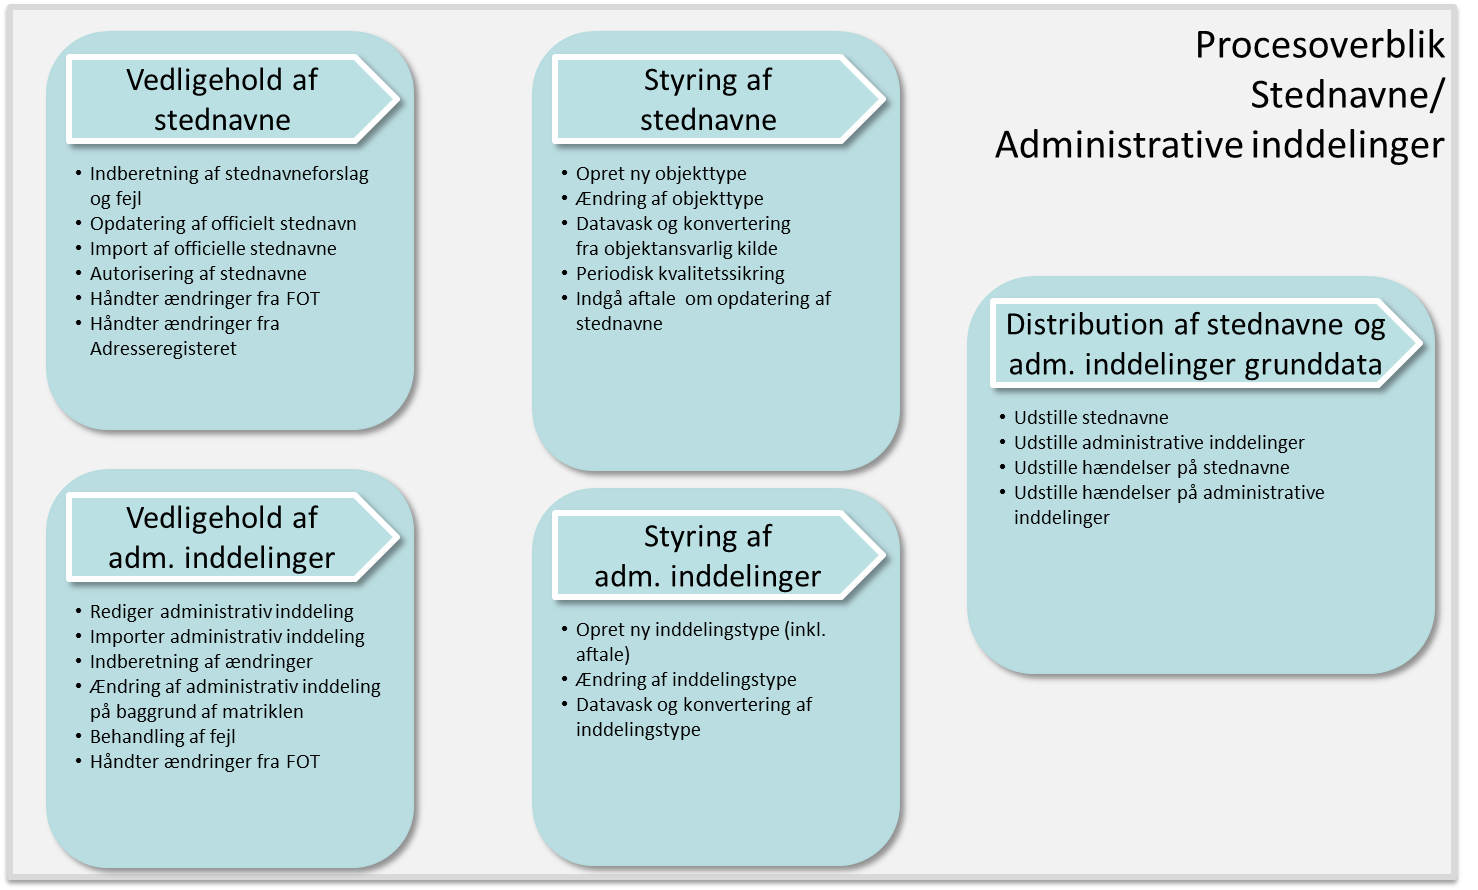 Procesoverblik
Stednavne/
Administrative inddelinger
Vedligehold af
stednavne
• Indberetning af stednavneforslag
og fejl
• Opdatering af officielt stednavn
• Import af officielle stednavne
• Autorisering af stednavne
• Håndter ændringer fra FOT
• Håndter ændringer fra
Adresseregisteret
Styring af
stednavne
• Opret ny objekttype
• Ændring af objekttype
• Datavask og konvertering
fra objektansvarlig kilde
• Periodisk kvalitetssikring
• Indgå aftale om opdatering af
stednavne
Distribution af stednavne og
adm. inddelinger grunddata
• Udstille stednavne
• Udstille administrative inddelinger
• Udstille hændelser på stednavne
• Udstille hændelser på administrative
inddelinger
Vedligehold af
adm. inddelinger
• Rediger administrativ inddeling
• Importer administrativ inddeling
• Indberetning af ændringer
• Ændring af administrativ inddeling
på baggrund af matriklen
• Behandling af fejl
• Håndter ændringer fra FOT
Styring af
adm. inddelinger
• Opret ny inddelingstype (inkl.
aftale)
• Ændring af inddelingstype
• Datavask og konvertering af
inddelingstype